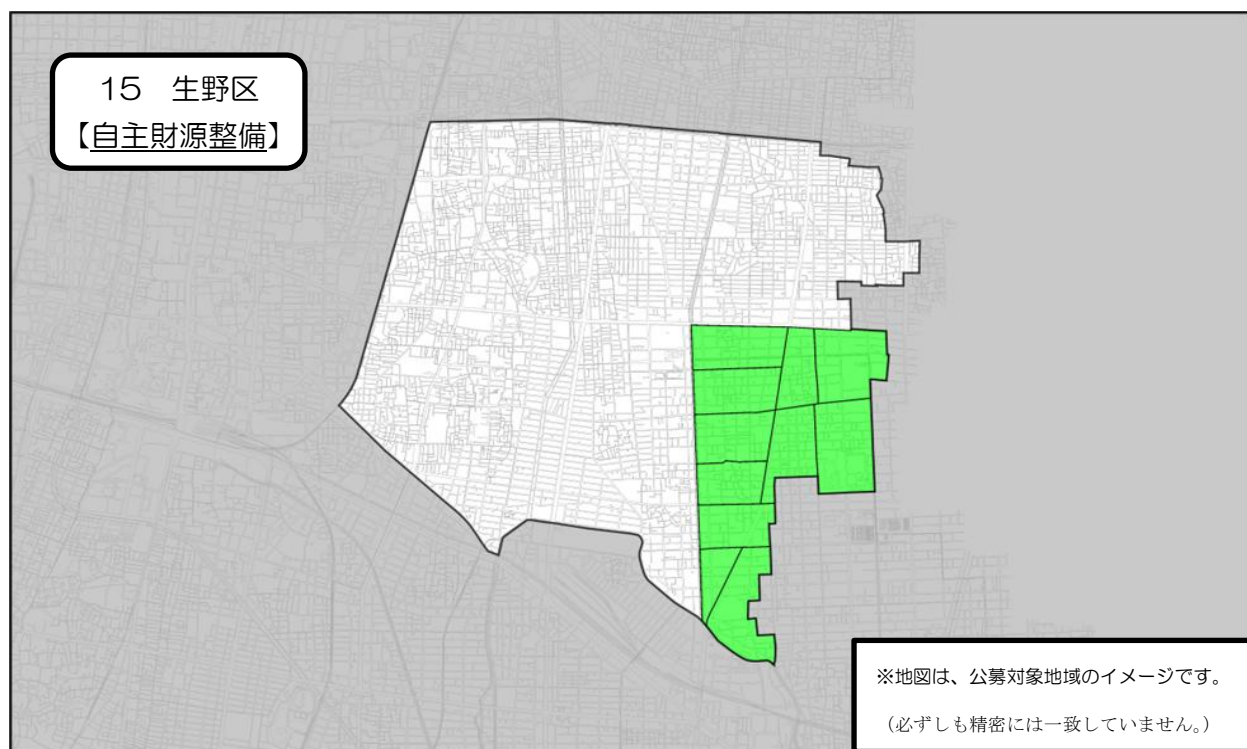 15　生野区
【自主財源整備】
※地図は、公募対象地域のイメージです。
（必ずしも精密には一致していません。）